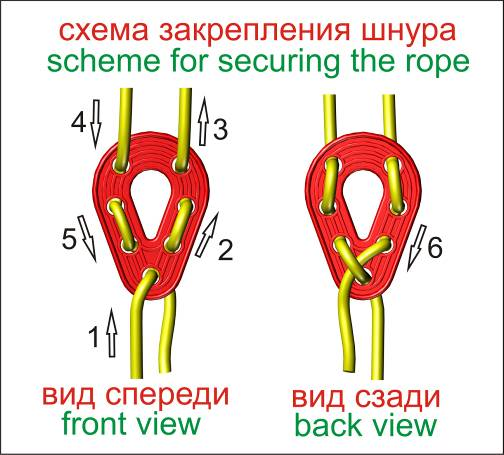 схема закрепления шнура
scheme for securing the rope
4
3
5
2
6
1
вид спереди
front view
вид сзади
back view